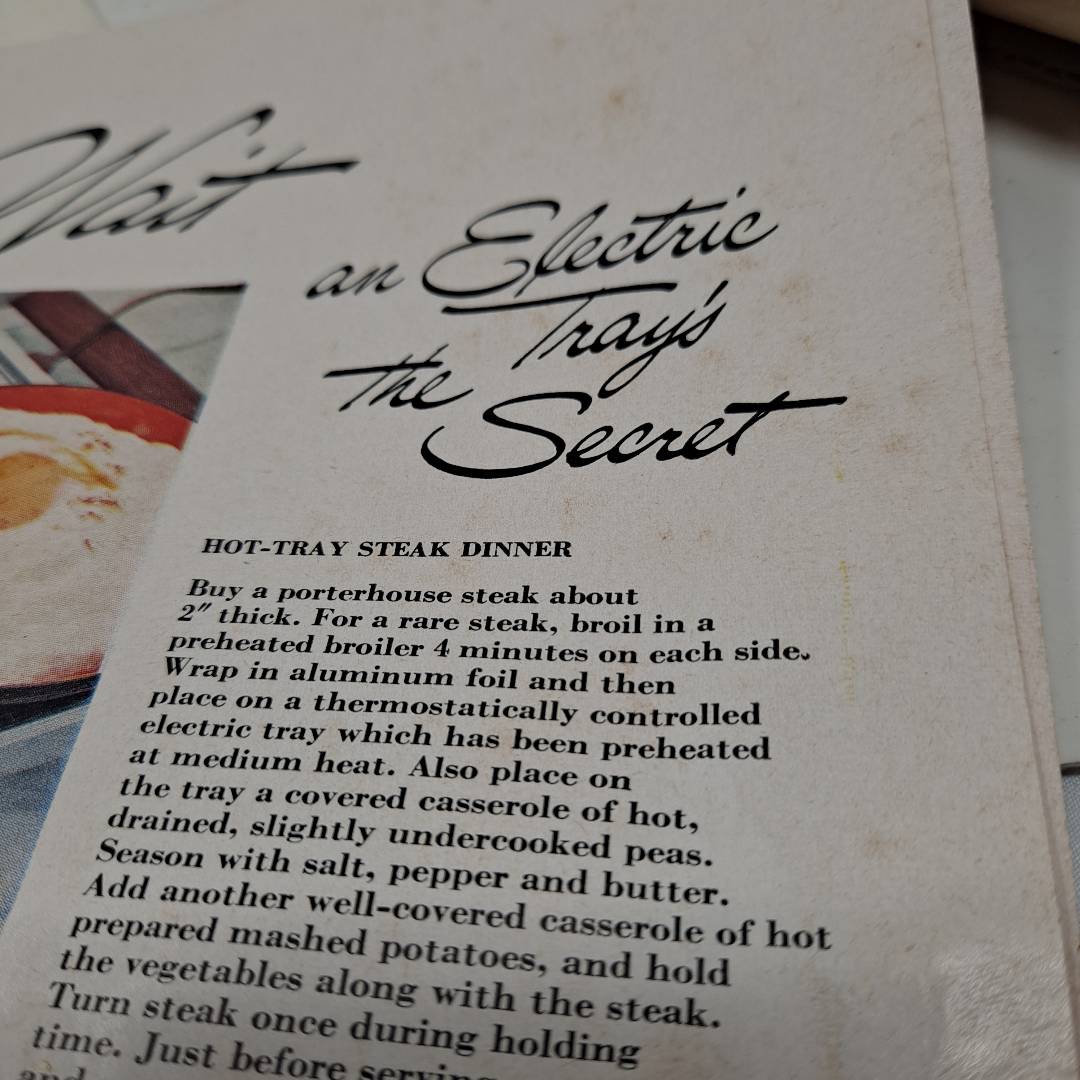 Wait
an Electric
Tray's
the
Secret
HOT-TRAY STEAK DINNER
Buy a porterhouse steak about
2" thick. For a rare steak, broil in a
preheated broiler 4 minutes on each side.
Wrap in aluminum foil and then
place on a thermostatically controlled
electric tray which has been preheated
at medium heat. Also place on
the tray a covered casserole of hot,
drained, slightly undercooked peas.
Season with salt, pepper and butter.
Add another well-covered casserole of hot
prepared mashed potatoes, and hold
the vegetables along with the steak.
Turn steak once during holding
time. Just before serving
and